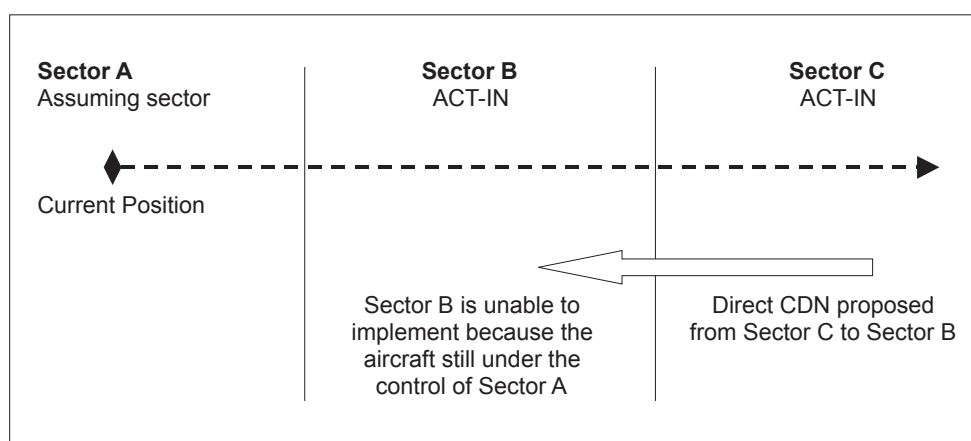 Sector A
Assuming sector
Sector B
ACT-IN
Sector C
ACT-IN
Current Position
Sector B is unable to
implement because the
aircraft still under the
control of Sector A
Direct CDN proposed
from Sector C to Sector B